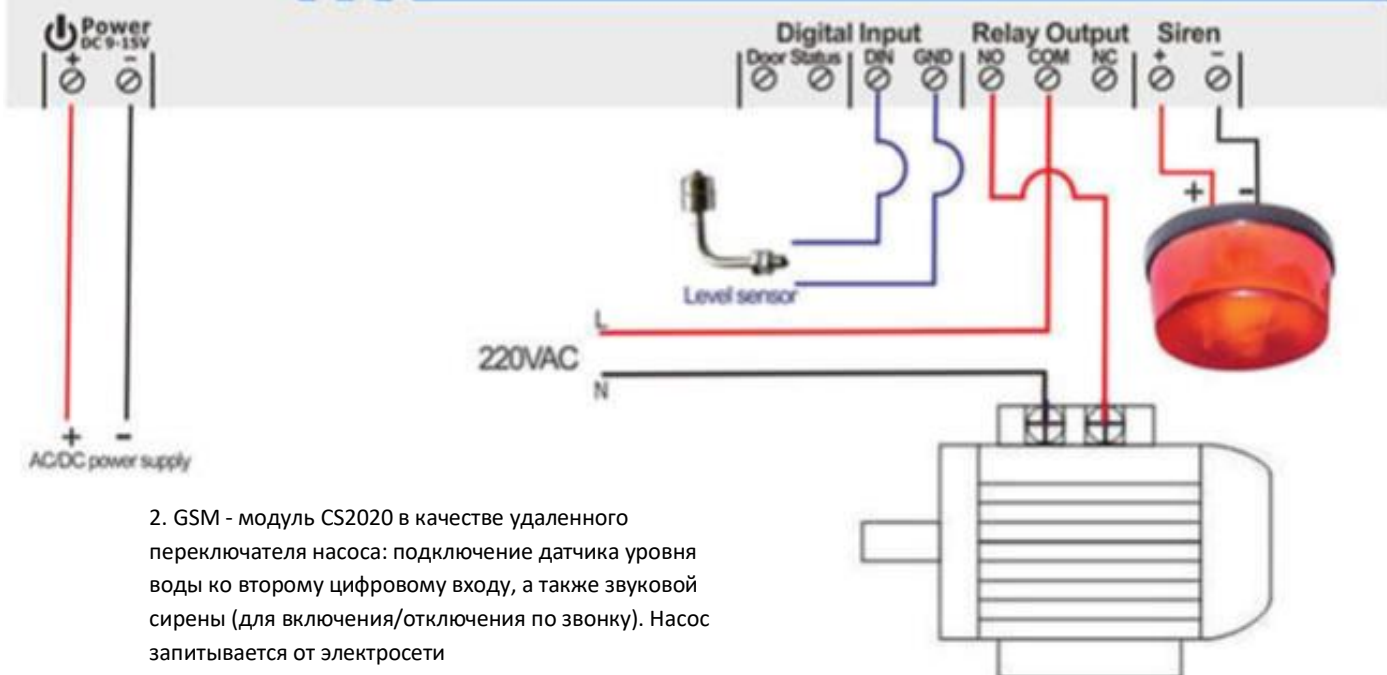 Power
DC 9-15V
+ -
Digital Input
Relay Output
Siren
Door Status
DIN GND
NO COM NC
+ -
+ -
Level sensor
L
220VAC
N
+ -
AC/DC power supply
2. GSM - модуль CS2020 в качестве удаленного
переключателя насоса: подключение датчика уровня
воды ко второму цифровому входу, а также звуковой
сирены (для включения/отключения по звонку). Насос
запитывается от электросети